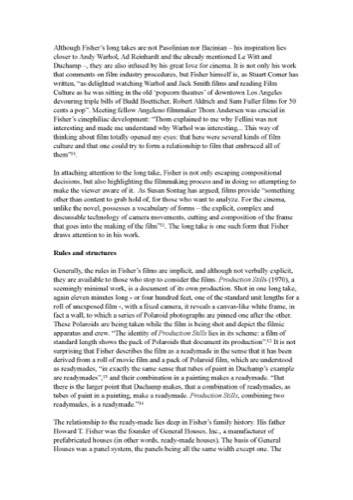 Although Fisher's long takes are not Pasolinian nor Bazinian – his inspiration lies
closer to Andy Warhol, Ad Reinhardt and the already mentioned Le Witt and
Duchamp –, they are also infused by his great love for cinema. It is not only his work
that comments on film industry procedures, but Fisher himself is, as Stuart Comer has
written, "as delighted watching Warhol and Jack Smith films and reading Film
Culture as he was sitting in the old 'popcorn theatres' of downtown Los Angeles
devouring triple bills of Budd Boetticher, Robert Aldrich and Sam Fuller films for 50
cents a pop". Meeting fellow Angeleno filmmaker Thom Andersen was crucial in
Fisher's cinephiliac development: "Thom explained to me why Fellini was not
interesting and made me understand why Warhol was interesting... This way of
thinking about film totally opened my eyes: that here were several kinds of film
culture and that one could try to form a relationship to film that embraced all of
them"
In attaching attention to the long take, Fisher is not only escaping compositional
decisions, but also highlighting the filmmaking process and in doing so attempting to
make the viewer aware of it. As Susan Sontag has argued, films provide "something
other than content to grab hold of, for those who want to analyze. For the cinema,
unlike the novel, possesses a vocabulary of forms – the explicit, complex and
discussable technology of camera movements, cutting and composition of the frame
that goes into the making of the film" The long take is one such form that Fisher
draws attention to in his work.
Rules and structures
Generally, the rules in Fisher's films are implicit, and although not verbally explicit,
they are available to those who stop to consider the films. Production Stills (1970), a
seemingly minimal work, is a document of its own production. Shot in one long take,
again eleven minutes long - or four hundred feet, one of the standard unit lengths for a
roll of unexposed film -, with a fixed camera, it reveals a canvas-like white frame, in
fact a wall, to which a series of Polaroid photographs are pinned one after the other.
These Polaroids are being taken while the film is being shot and depict the filmic
apparatus and crew. "The identity of Production Stills lies in its scheme: a film of
standard length shows the pack of Polaroids that document its production". It is not
surprising that Fisher describes the film as a readymade in the sense that it has been
derived from a roll of movie film and a pack of Polaroid film, which are understood
as readymades, "in exactly the same sense that tubes of paint in Duchamp's example
are readymades", and their combination in a painting makes a readymade. "But
there is the larger point that Duchamp makes, that a combination of readymades, as
tubes of paint in a painting, make a readymade. Production Stills, combining two
readymades, is a readymade."
The relationship to the ready-made lies deep in Fisher's family history. His father
Howard T. Fisher was the founder of General Houses, Inc., a manufacturer of
prefabricated houses (in other words, ready-made houses). The basis of General
Houses was a panel system, the panels being all the same width except one. The